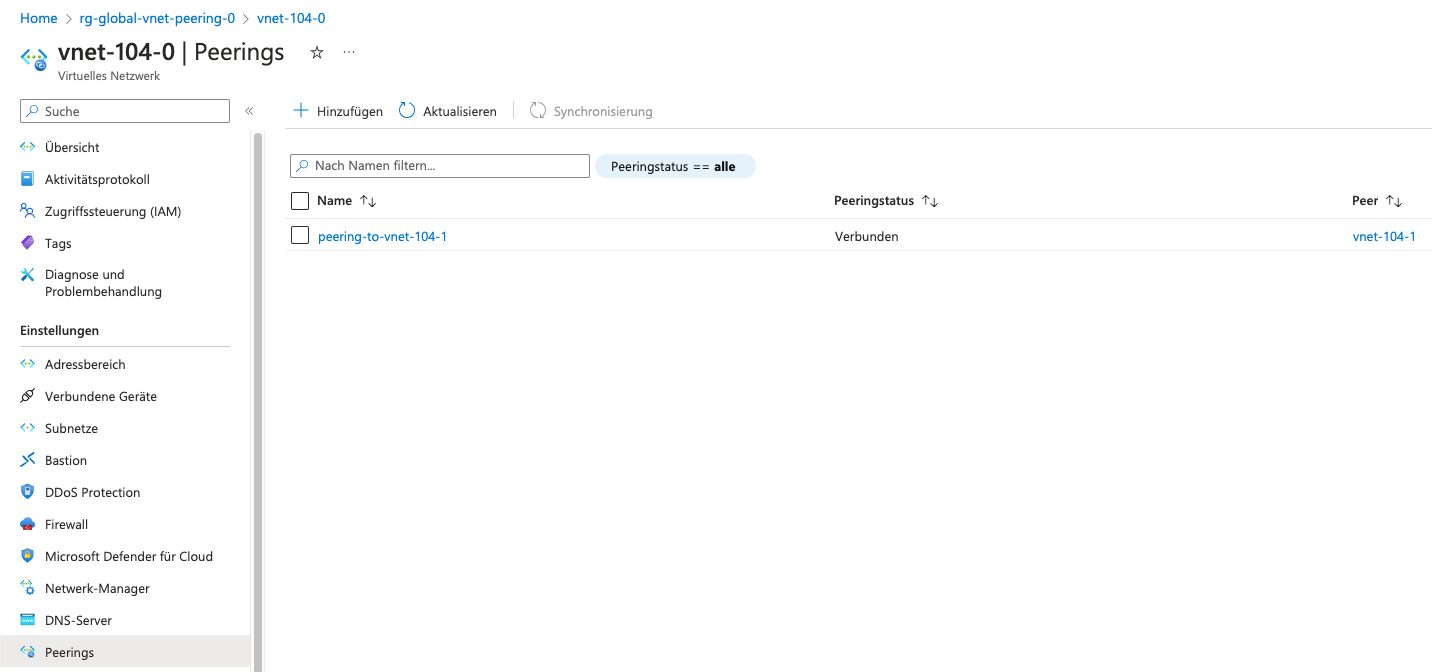 Home > rg-global-vnet-peering-0 > vnet-104-0
vnet-104-0 | Peerings
Virtuelles Netzwerk
Suche
Übersicht
Aktivitätsprotokoll
Zugriffssteuerung (IAM)
Tags
Diagnose und
Problembehandlung
Einstellungen
Adressbereich
Verbundene Geräte
Subnetze
Bastion
DDoS Protection
Firewall
Microsoft Defender für Cloud
Netwerk-Manager
DNS-Server
Peerings
Hinzufügen Aktualisieren Synchronisierung
Nach Namen filtern... Peeringstatus == alle
Name Peeringstatus Peer
peering-to-vnet-104-1 Verbunden vnet-104-1